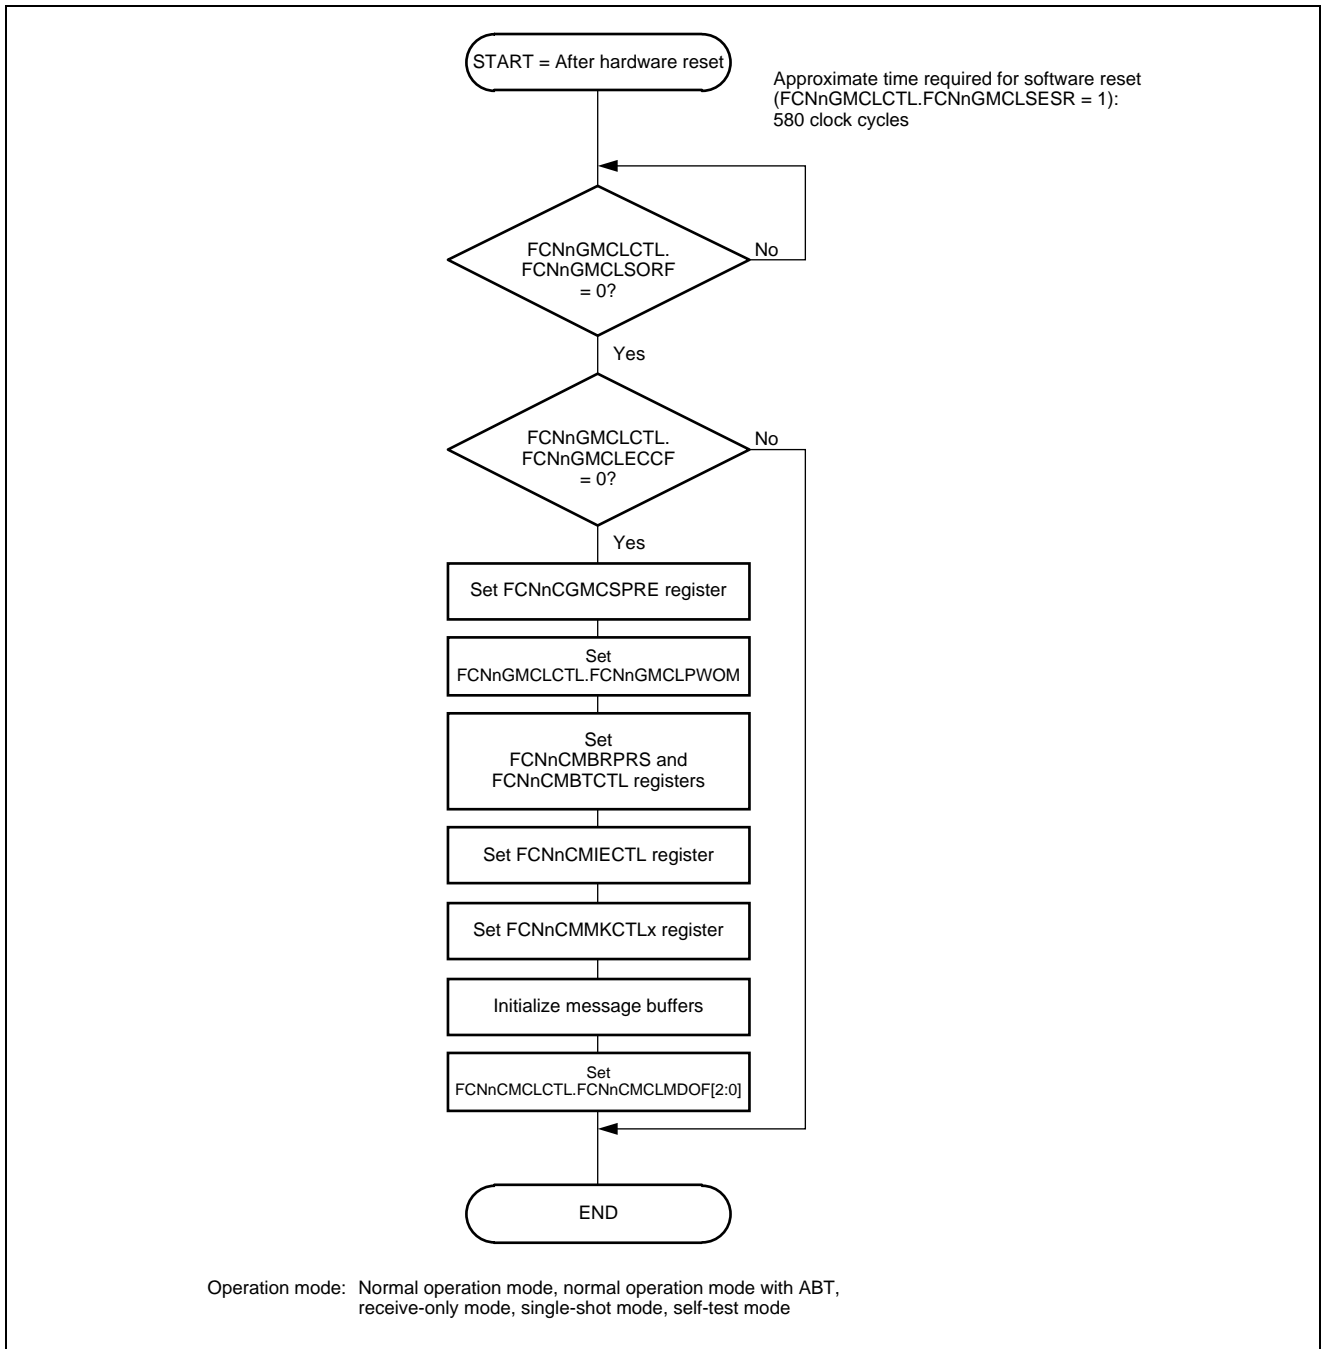 START = After hardware reset
Approximate time required for software reset
(FCNnGMCLCTL.FCNnGMCLSESR = 1):
580 clock cycles
FCNnGMCLCTL.
FCNnGMCLSORF
= 0?
No
Yes
FCNnGMCLCTL.
FCNnGMCLECCF
= 0?
No
Yes
Set FCNnCGMCSPRE register
Set
FCNnGMCLCTL.FCNnGMCLPWOM
Set
FCNnCMBRPRS and
FCNnCMBTCTL registers
Set FCNnCMIECTL register
Set FCNnCMMKCTLx register
Initialize message buffers
Set
FCNnCMCLCTL.FCNnCMCLMDOF[2:0]
END
Operation mode: Normal operation mode, normal operation mode with ABT,
receive-only mode, single-shot mode, self-test mode